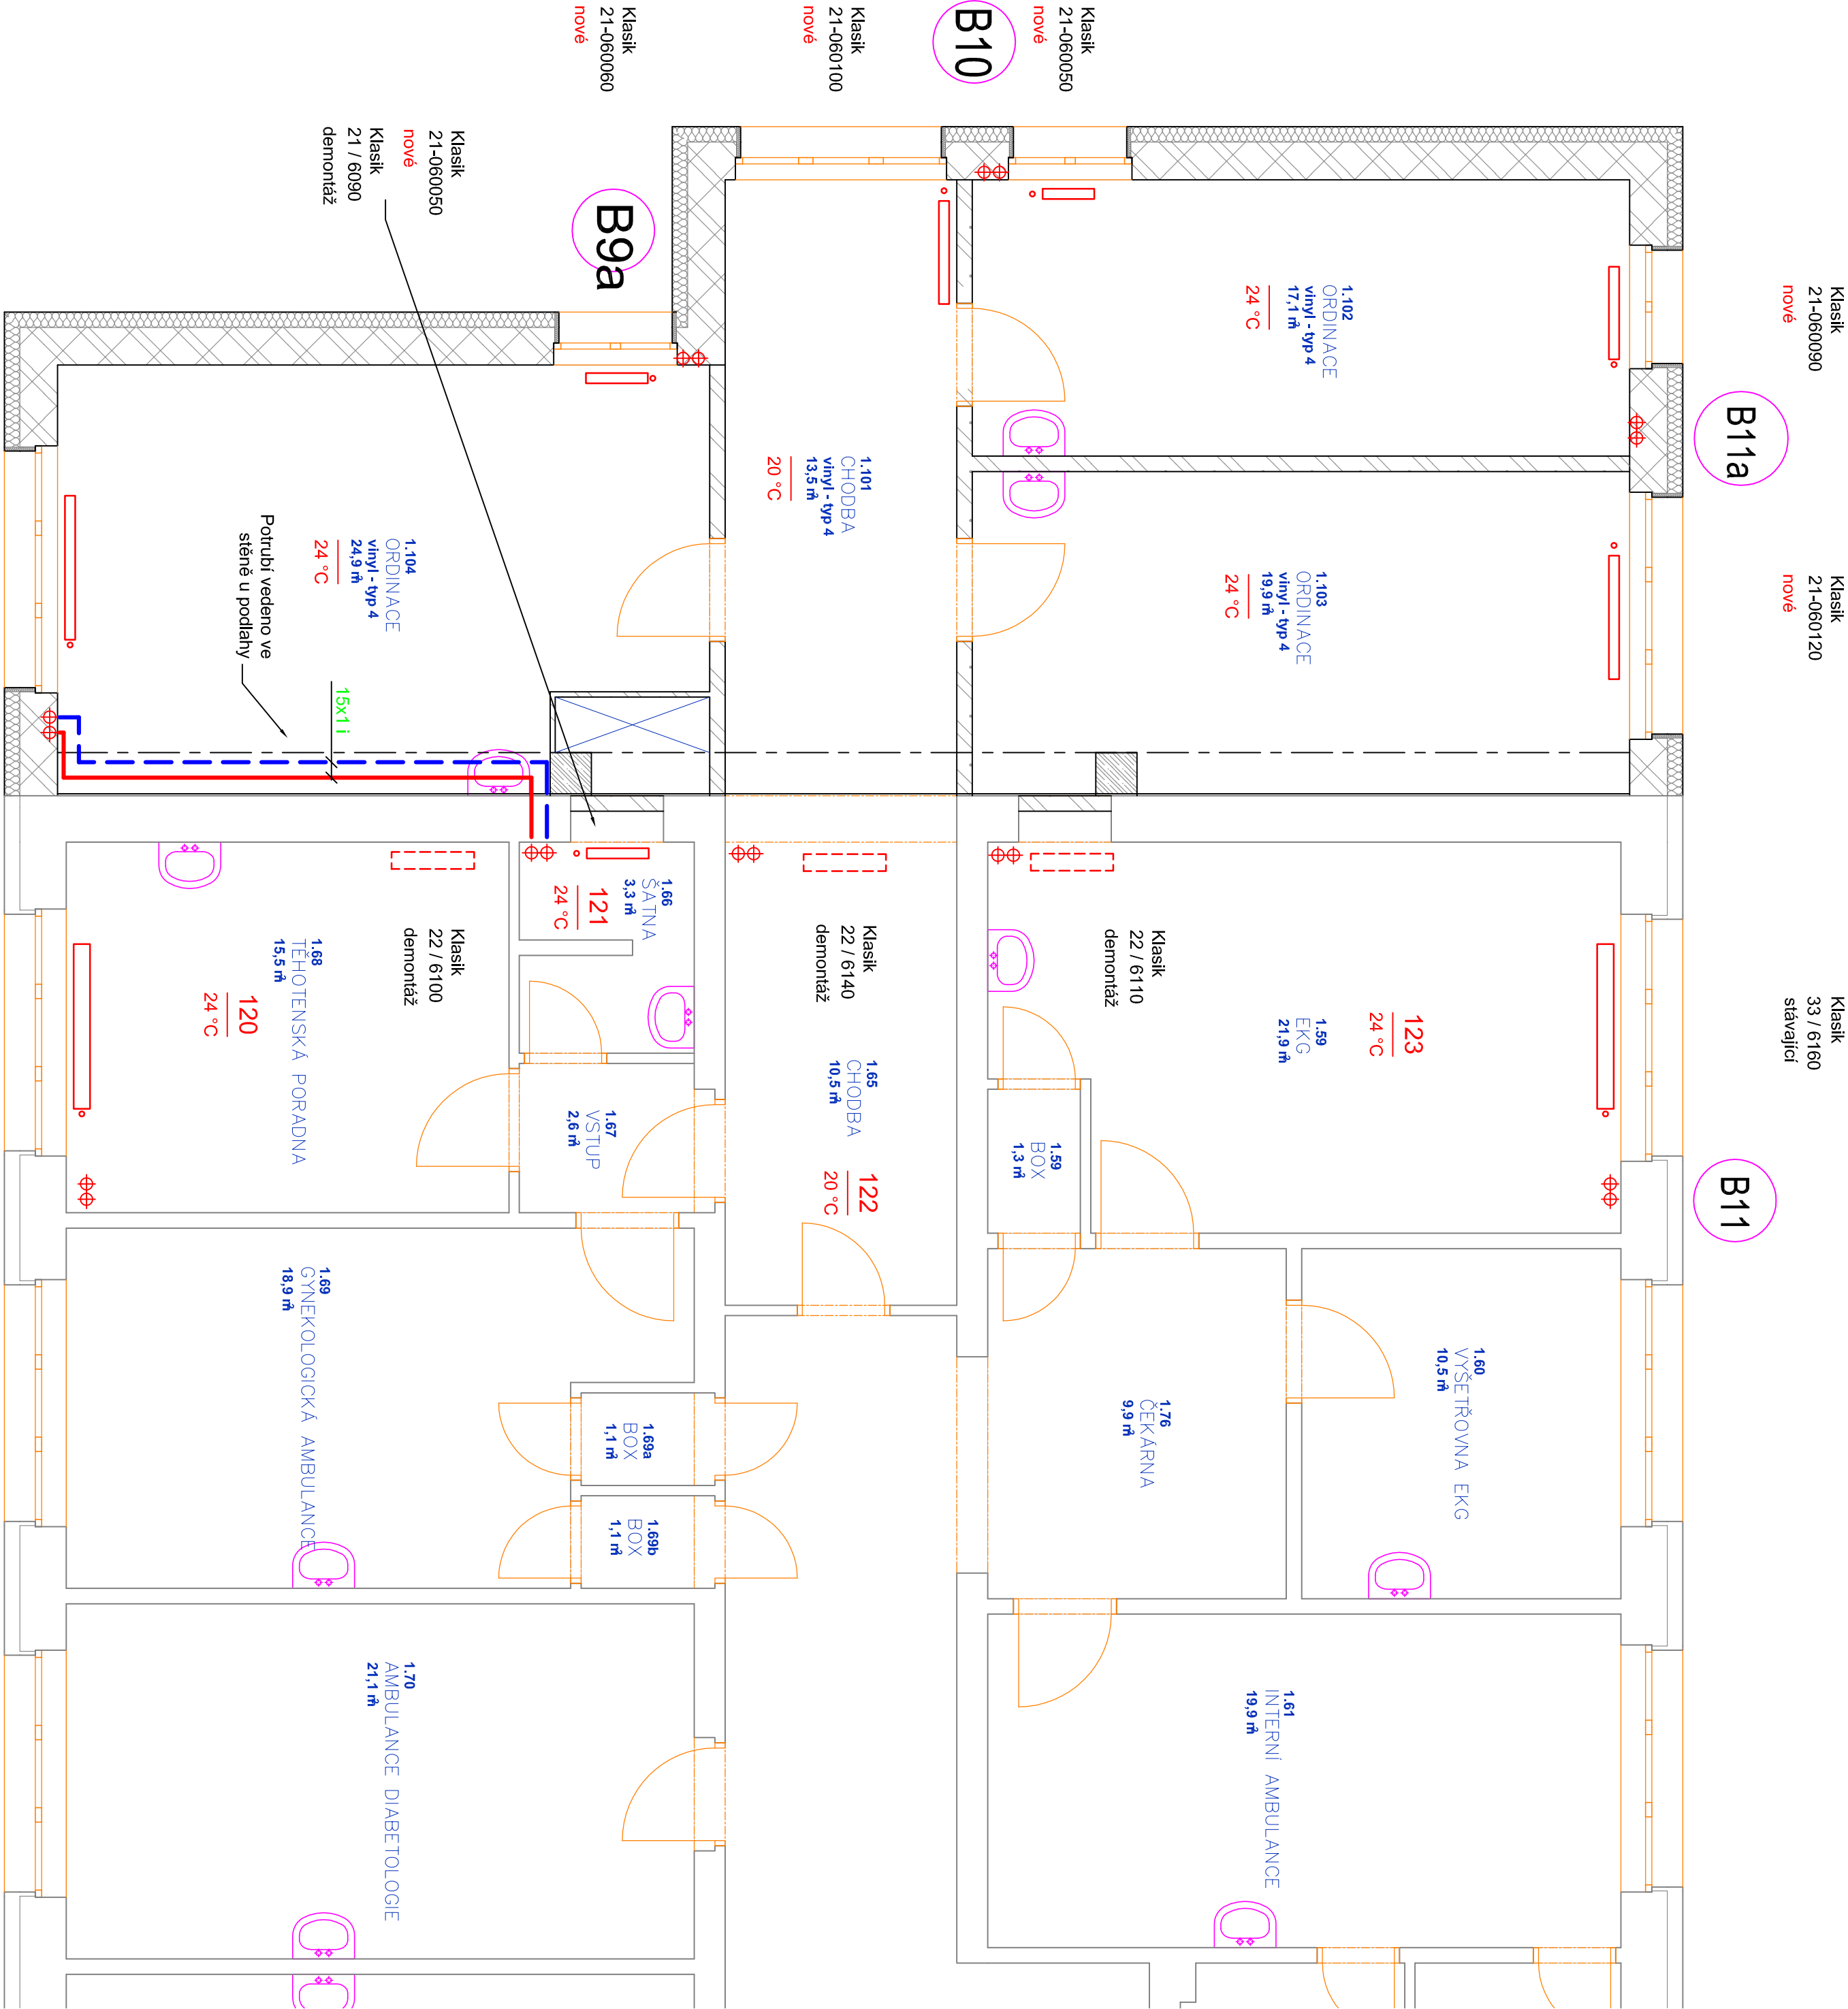 Klasik
21-060090
nové
B11a
Klasik
21-060120
nové
Klasik
33 / 6160
stávající
B11
Klasik
21-060050
nové
B10
Klasik
21-060100
nové
Klasik
21-060060
nové
B9a
Klasik
21-060050
nové
Klasik
21 / 6090
demontáž
1.102
ORDINACE
vinyl - typ 4
17,1 m²
24 °C
1.103
ORDINACE
vinyl - typ 4
19,9 m²
24 °C
1.101
CHODBA
vinyl - typ 4
13,5 m²
20 °C
1.104
ORDINACE
vinyl - typ 4
24,9 m²
24 °C
Potrubí vedeno ve
stěně u podlahy
15x1 i
123
24 °C
1.59
EKG
21,9 m²
Klasik
22 / 6110
demontáž
1.59
BOX
1,3 m²
Klasik
22 / 6140
demontáž
1.65
CHODBA
10,5 m²
122
20 °C
1.66
ŠATNA
3,3 m²
121
24 °C
1.67
VSTUP
2,6 m²
Klasik
22 / 6100
demontáž
1.68
TĚHOTENSKÁ PORADNA
15,5 m²
120
24 °C
1.60
VYŠETŘOVNA EKG
10,5 m²
1.76
ČEKÁRNA
9,9 m²
1.69a
BOX
1,1 m²
1.69b
BOX
1,1 m²
1.69
GYNEKOLOGICKÁ AMBULANCE
18,9 m²
1.61
INTERNÍ AMBULANCE
19,9 m²
1.70
AMBULANCE DIABETOLOGIE
21,1 m²